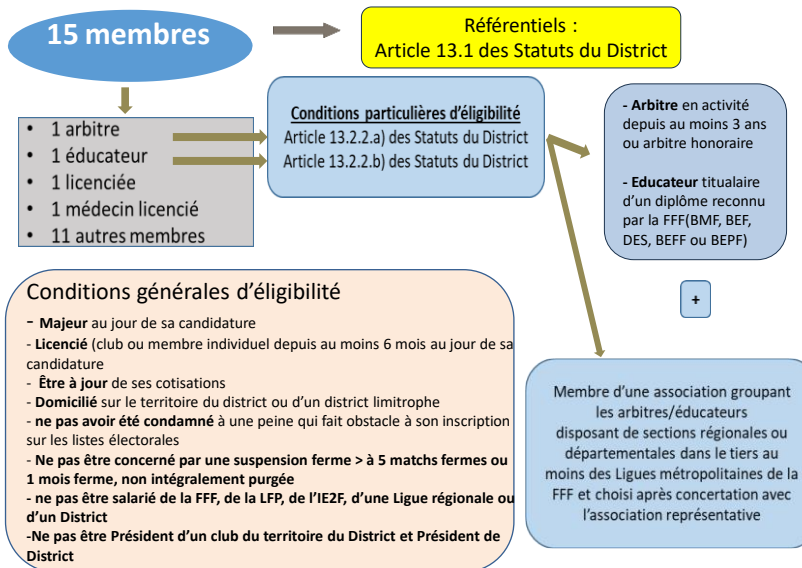 15 membres
Référentiels :
Article 13.1 des Statuts du District
• 1 arbitre
• 1 éducateur
• 1 licenciée
• 1 médecin licencié
• 11 autres membres
Conditions particulières d'éligibilité
Article 13.2.2.a) des Statuts du District
Article 13.2.2.b) des Statuts du District
- Arbitre en activité
depuis au moins 3 ans
ou arbitre honoraire
- Educateur titualaire
d'un diplôme reconnu
par la FFF(BMF, BEF,
DES, BEFF ou BEPF)
+
Membre d'une association groupant
les arbitres/éducateurs
disposant de sections régionales ou
départementales dans le tiers au
moins des Ligues métropolitaines de la
FFF et choisi après concertation avec
l'association représentative
Conditions générales d'éligibilité
- Majeur au jour de sa candidature
- Licencié (club ou membre individuel depuis au moins 6 mois au jour de sa
candidature
- Être à jour de ses cotisations
- Domicilié sur le territoire du district ou d'un district limitrophe
- ne pas avoir été condamné à une peine qui fait obstacle à son inscription
sur les listes électorales
- Ne pas être concerné par une suspension ferme > à 5 matchs fermes ou
1 mois ferme, non intégralement purgée
- ne pas être salarié de la FFF, de la LFP, de l'IE2F, d'une Ligue régionale ou
d'un District
-Ne pas être Président d'un club du territoire du District et Président de
District